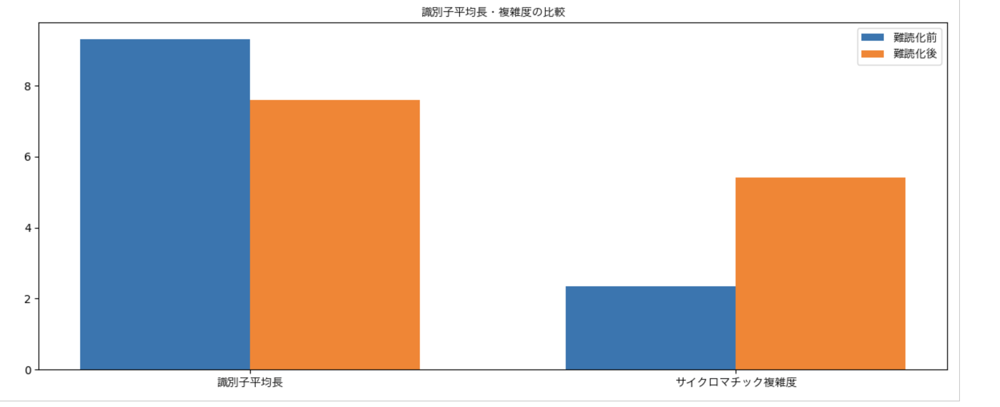 識別子平均長・複雑度の比較
難読化前
難読化後
8
6
4
2
0
識別子平均長
サイクロマチック複雑度